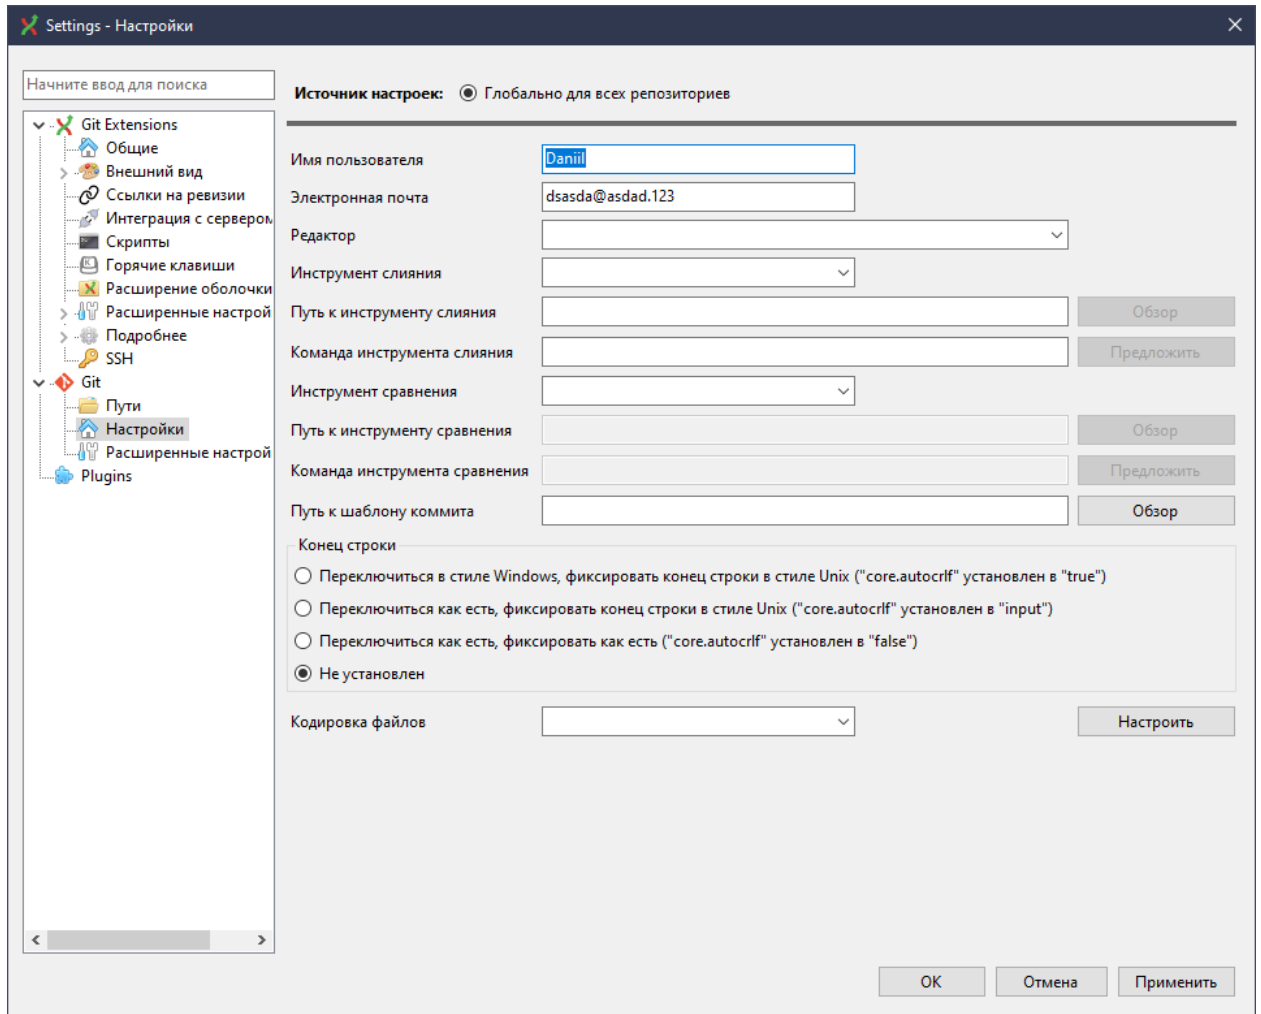 Settings - Настройки
Начните ввод для поиска
Git Extensions
Общие
Внешний вид
Ссылки на ревизии
Интеграция с сервером
Скрипты
Горячие клавиши
Расширение оболочки
Расширенные настрой
Подробнее
SSH
Git
Пути
Настройки
Расширенные настрой
Plugins
Источник настроек: Глобально для всех репозиториев
Имя пользователя Daniil
Электронная почта dsasda@asdad.123
Редактор
Инструмент слияния
Путь к инструменту слияния Обзор
Команда инструмента слияния Предложить
Инструмент сравнения
Путь к инструменту сравнения Обзор
Команда инструмента сравнения Предложить
Путь к шаблону коммита Обзор
Конец строки
Переключиться в стиле Windows, фиксировать конец строки в стиле Unix ("core.autocrlf" установлен в "true")
Переключиться как есть, фиксировать конец строки в стиле Unix ("core.autocrlf" установлен в "input")
Переключиться как есть, фиксировать как есть ("core.autocrlf" установлен в "false")
Не установлен
Кодировка файлов Настроить
ОК Отмена Применить